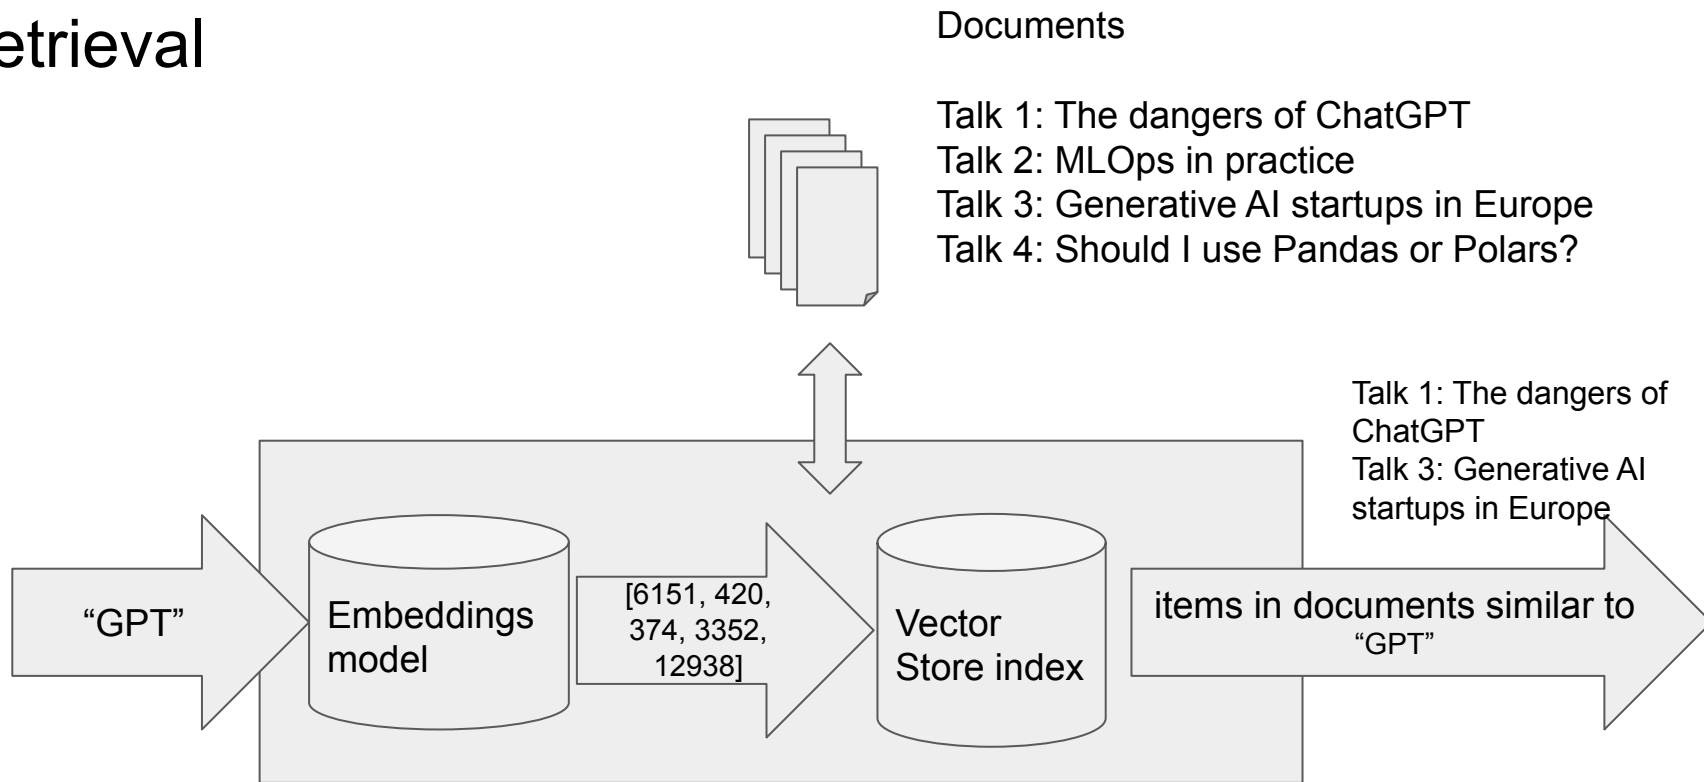 etrieval
Documents
Talk 1: The dangers of ChatGPT
Talk 2: MLOps in practice
Talk 3: Generative AI startups in Europe
Talk 4: Should I use Pandas or Polars?
Talk 1: The dangers of
ChatGPT
Talk 3: Generative AI
startups in Europe
“GPT”
Embeddings
model
[6151, 420,
374, 3352,
12938]
Vector
Store index
items in documents similar to
“GPT”